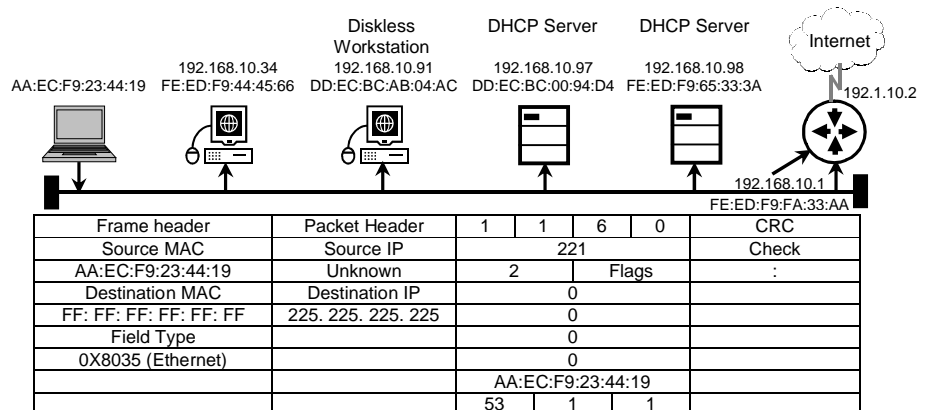 Diskless
Workstation
DHCP Server
DHCP Server
Internet
AA:EC:F9:23:44:19
192.168.10.34
FE:ED:F9:44:45:66
192.168.10.91
DD:EC:BC:AB:04:AC
192.168.10.97
DD:EC:BC:00:94:D4
192.168.10.98
FE:ED:F9:65:33:3A
192.1.10.2
192.168.10.1
FE:ED:F9:FA:33:AA
Frame header Packet Header 1 1 6 0 CRC
Source MAC Source IP 221 Check
AA:EC:F9:23:44:19 Unknown 2 Flags :
Destination MAC Destination IP 0
FF: FF: FF: FF: FF: FF 225. 225. 225. 225 0
Field Type 0
0X8035 (Ethernet) 0
AA:EC:F9:23:44:19
53 1 1